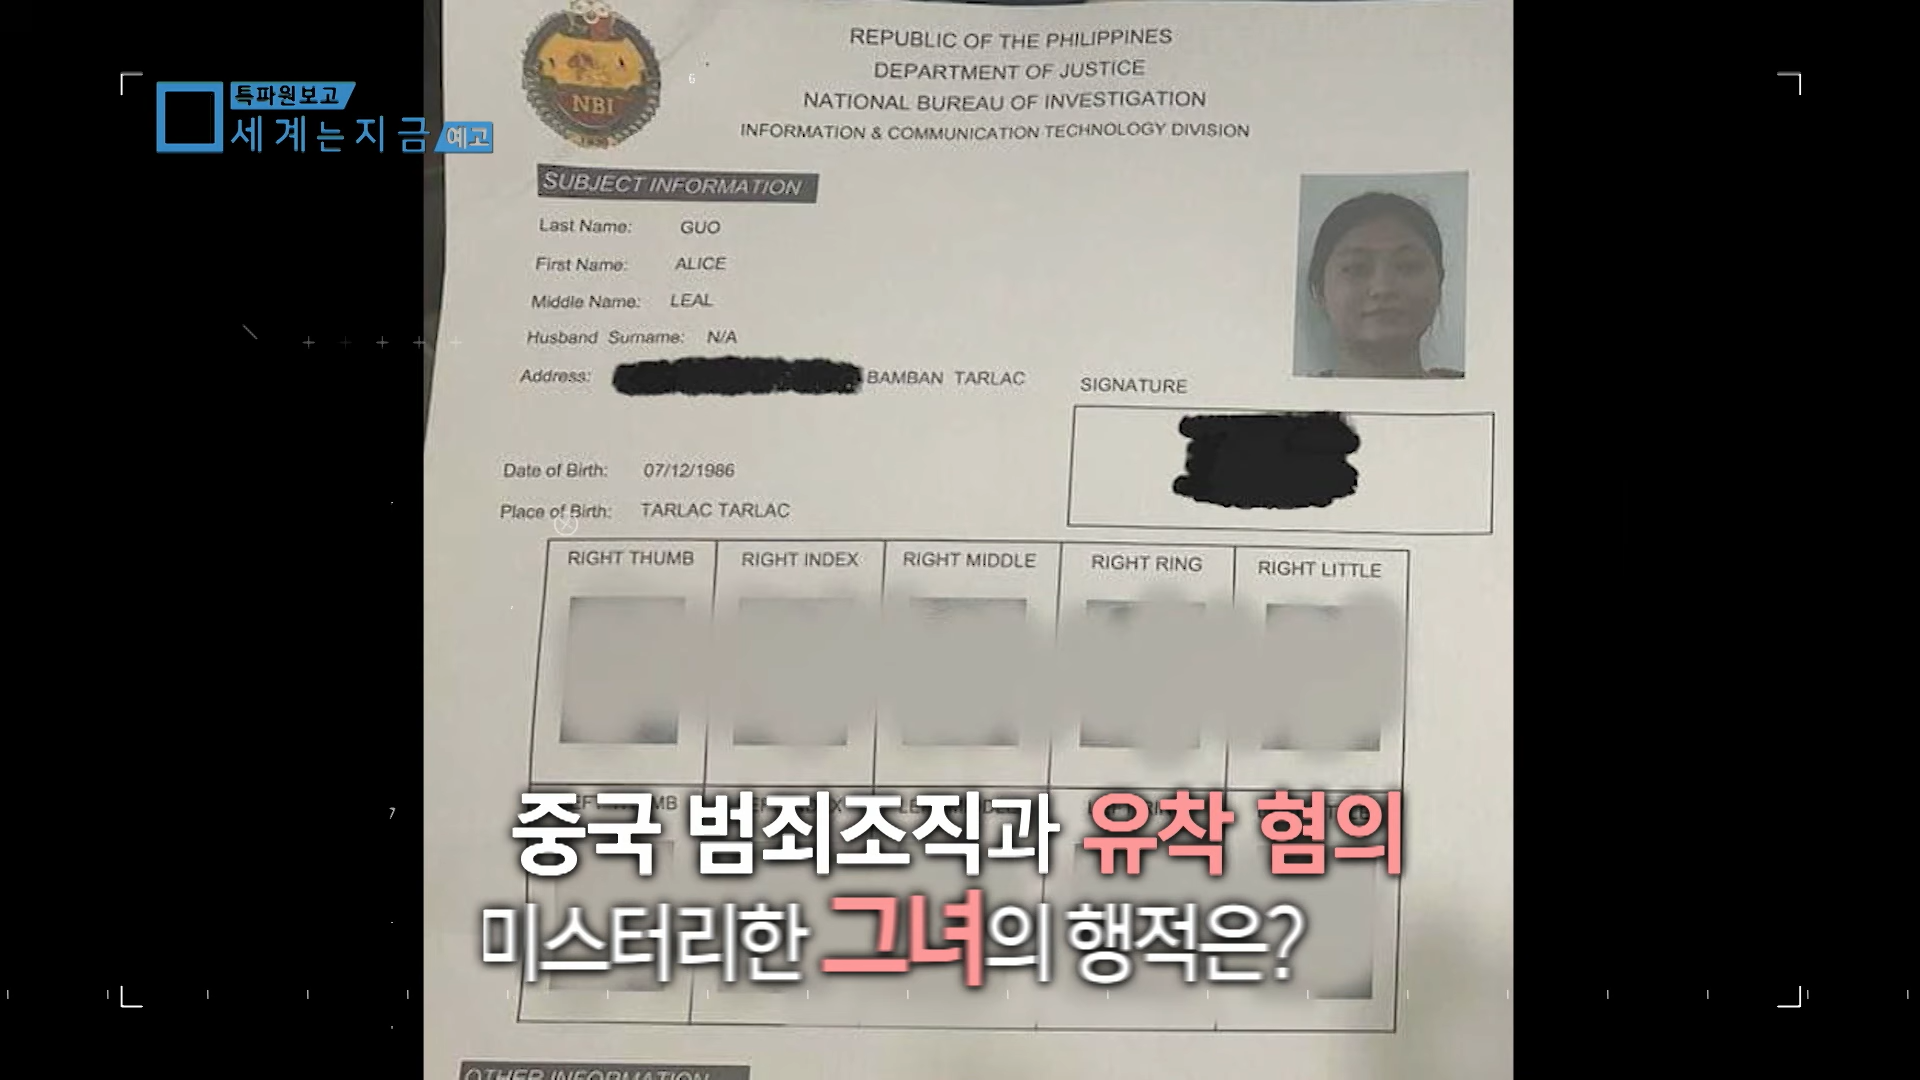 특파원보고
세계는지금 예고
NBI
REPUBLIC OF THE PHILIPPINES
DEPARTMENT OF JUSTICE
NATIONAL BUREAU OF INVESTIGATION
INFORMATION & COMMUNICATION TECHNOLOGY DIVISION
SUBJECT INFORMATION
Last Name: GUO
First Name: ALICE
Middle Name: LEAL
Husband Surname: N/A
Address: BAMBAN TARLAC
SIGNATURE
Date of Birth: 07/12/1986
Place of Birth: TARLAC TARLAC
RIGHT THUMB RIGHT INDEX RIGHT MIDDLE RIGHT RING RIGHT LITTLE
중국 범죄조직과 유착 혐의
미스터리한 그녀의 행적은?
OTHER INFORMATION